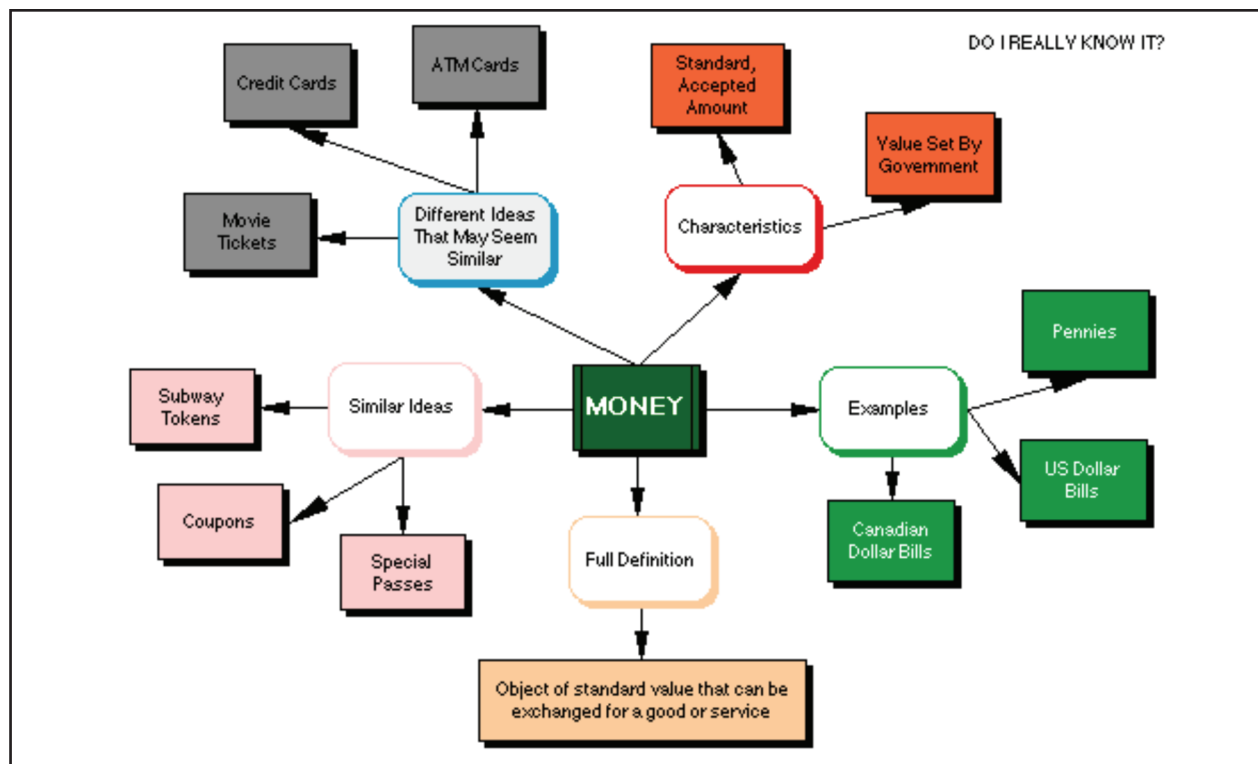 DO I REALLY KNOW IT?
Credit Cards
ATM Cards
Movie
Tickets
Different Ideas
That May Seem
Similar
Standard,
Accepted
Amount
Value Set By
Government
Characteristics
MONEY
Similar Ideas
Subway
Tokens
Coupons
Special
Passes
Examples
Pennies
US Dollar
Bills
Canadian
Dollar Bills
Full Definition
Object of standard value that can be
exchanged for a good or service